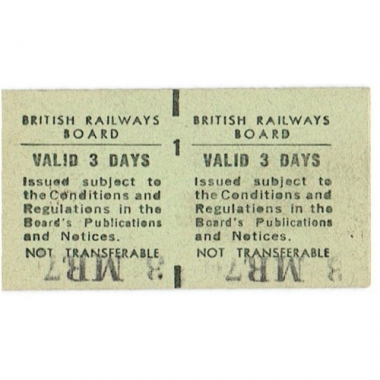 BRITISH RAILWAYS
BOARD
VALID 3 DAYS
Issued subject to
the Conditions and
Regulations in the
Board's Publications
and Notices.
NOT TRANSFERABLE
1
BRITISH RAILWAYS
BOARD
VALID 3 DAYS
Issued subject to
the Conditions and
Regulations in the
Board's Publications
and Notices.
NOT TRANSFERABLE